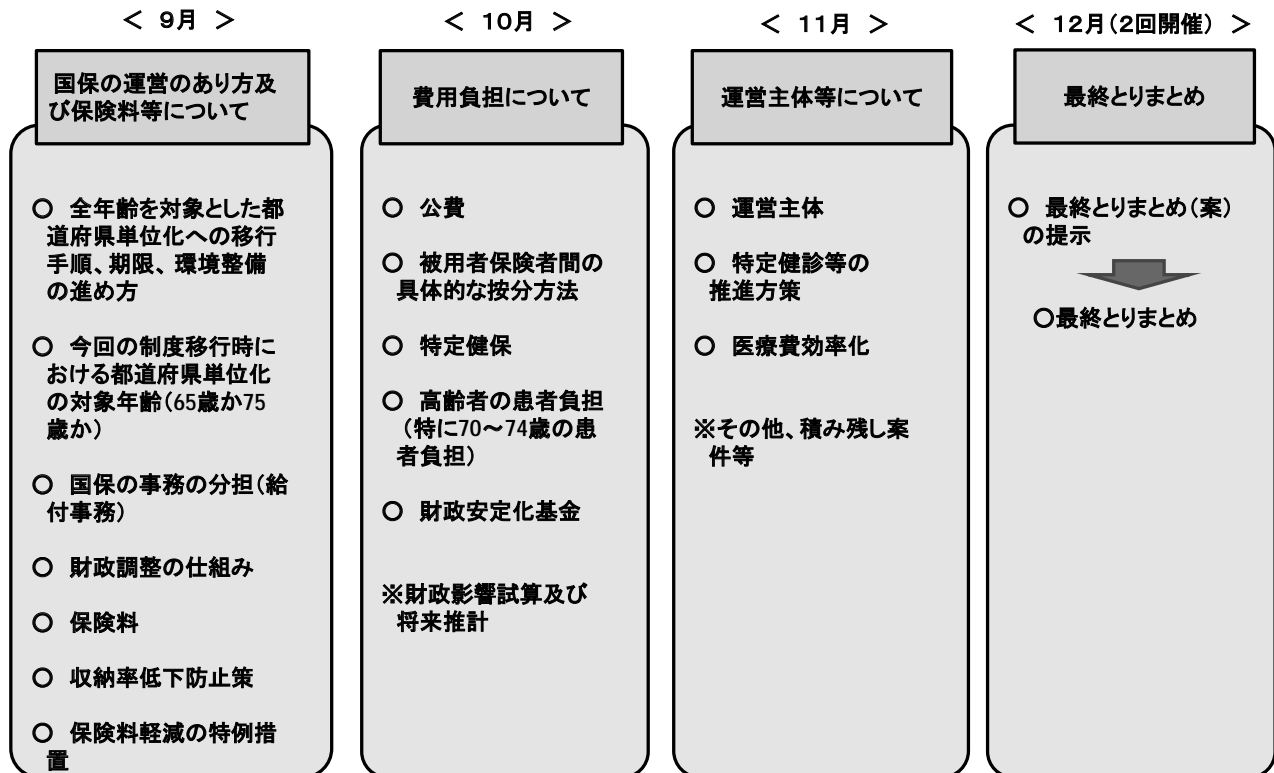 < 9月 >
国保の運営のあり方及
び保険料等について
○ 全年齢を対象とした都
道府県単位化への移行
手順、期限、環境整備
の進め方
○ 今回の制度移行時に
おける都道府県単位化
の対象年齢(65歳か75
歳か)
○ 国保の事務の分担(給
付事務)
○ 財政調整の仕組み
○ 保険料
○ 収納率低下防止策
○ 保険料軽減の特例措
置
< 10月 >
費用負担について
○ 公費
○ 被用者保険者間の
具体的な按分方法
○ 特定健保
○ 高齢者の患者負担
(特に70~74歳の患
者負担)
○ 財政安定化基金
※財政影響試算及び
将来推計
< 11月 >
運営主体等について
○ 運営主体
○ 特定健診等の
推進方策
○ 医療費効率化
※その他、積み残し案
件等
< 12月(2回開催) >
最終とりまとめ
○ 最終とりまとめ(案)
の提示
○最終とりまとめ